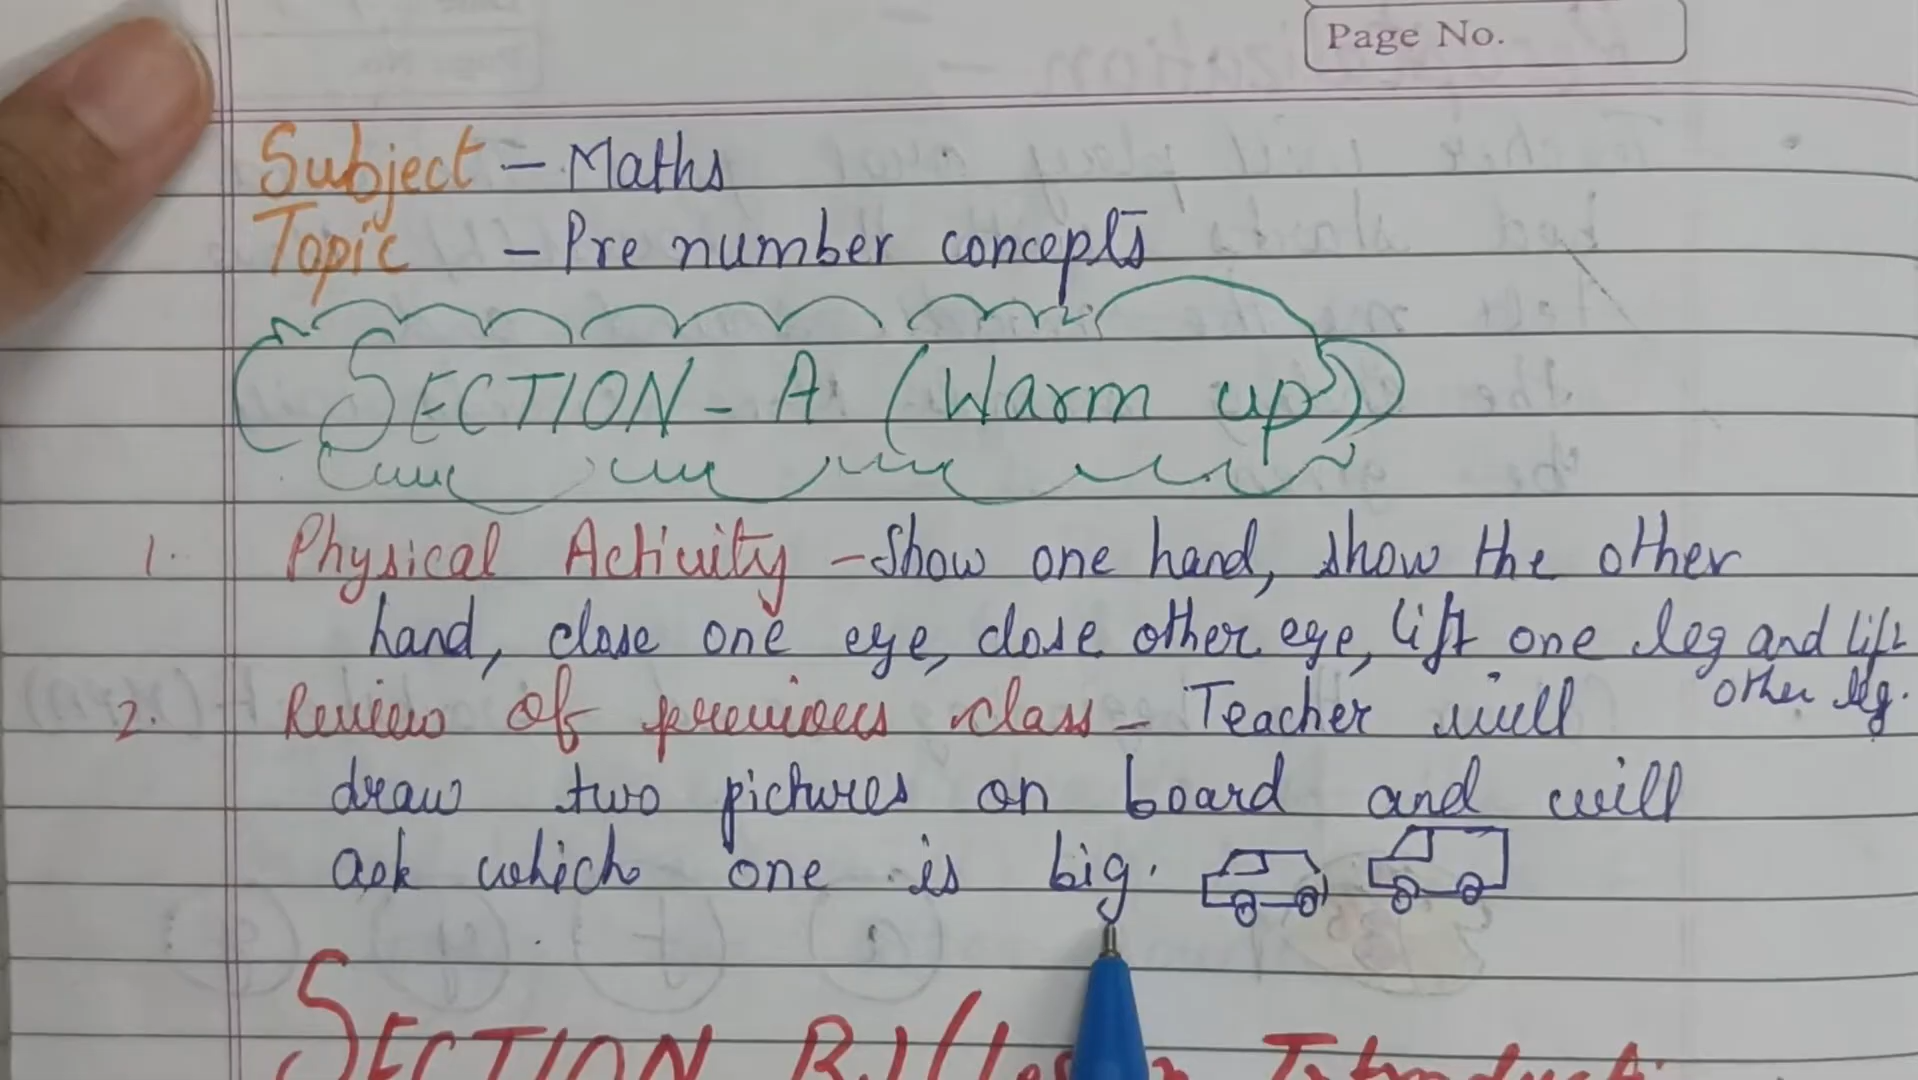 Page No.
Subject - Maths
Topic - Pre number concepts
SECTION - A (Warm up)
1. Physical Activity - Show one hand, show the other
hand, close one eye, close other eye, lift one leg and lift
other leg.
2. Review of previous class - Teacher will
draw two pictures on board and will
ask which one is big.
SECTION B.1